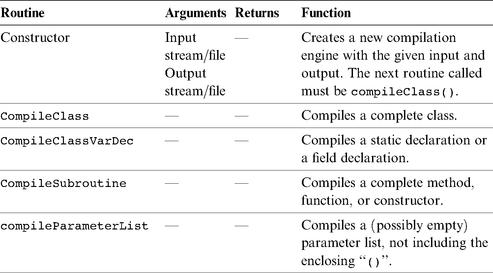 Routine Arguments Returns Function
Constructor Input — Creates a new compilation
stream/file engine with the given input and
Output output. The next routine called
stream/file must be compileClass().
CompileClass — — Compiles a complete class.
CompileClassVarDec — — Compiles a static declaration or
a field declaration.
CompileSubroutine — — Compiles a complete method,
function, or constructor.
compileParameterList — — Compiles a (possibly empty)
parameter list, not including the
enclosing “()”.